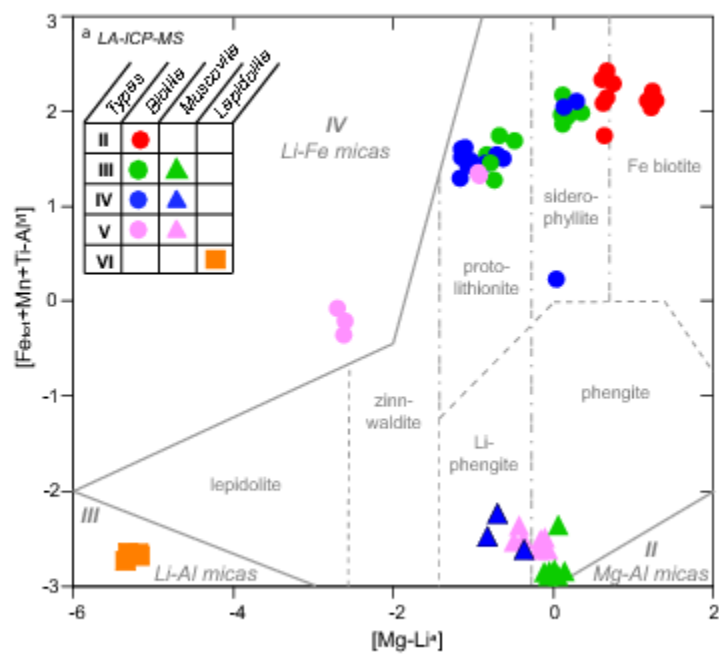 3
a LA-ICP-MS
Types Biotite Muscovite Lepidolite
II
III
IV
V
VI
IV
Li-Fe micas
Fe biotite
sidero-
phyllite
proto-
lithionite
zinn-
waldite
phengite
Li-
phengite
lepidolite
III
Li-Al micas
II
Mg-Al micas
2
1
0
-1
-2
-3
[Fetot+Mn+Ti-AlVI]
-6 -4 -2 0 2
[Mg-Li]